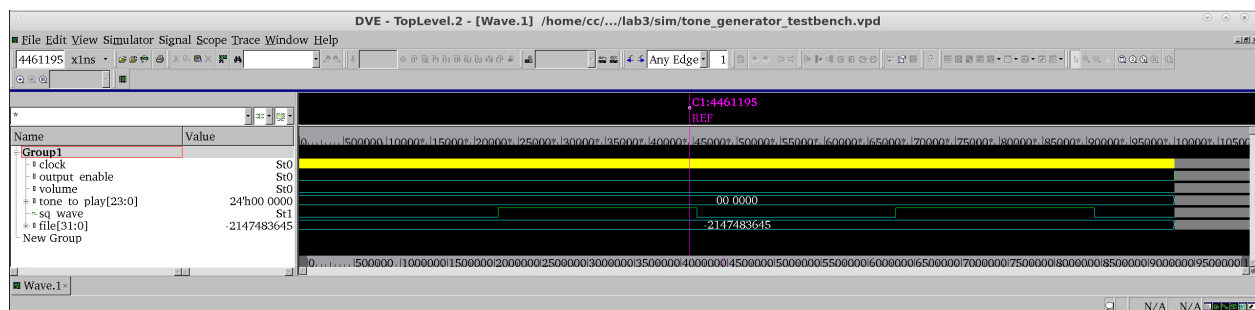 DVE - TopLevel.2 - [Wave.1]  /home/cc/.../lab3/sim/tone_generator_testbench.vpd
File Edit View Simulator Signal Scope Trace Window Help
4461195 x1ns Any Edge 1
C1:4461195
REF
*
Name Value
Group1
clock St0
output enable St0
volume St0
tone to play[23:0] 24'h00 0000 00 0000
sq wave St1
file[31:0] -2147483645 -2147483645
New Group
Wave.1
N/A N/A